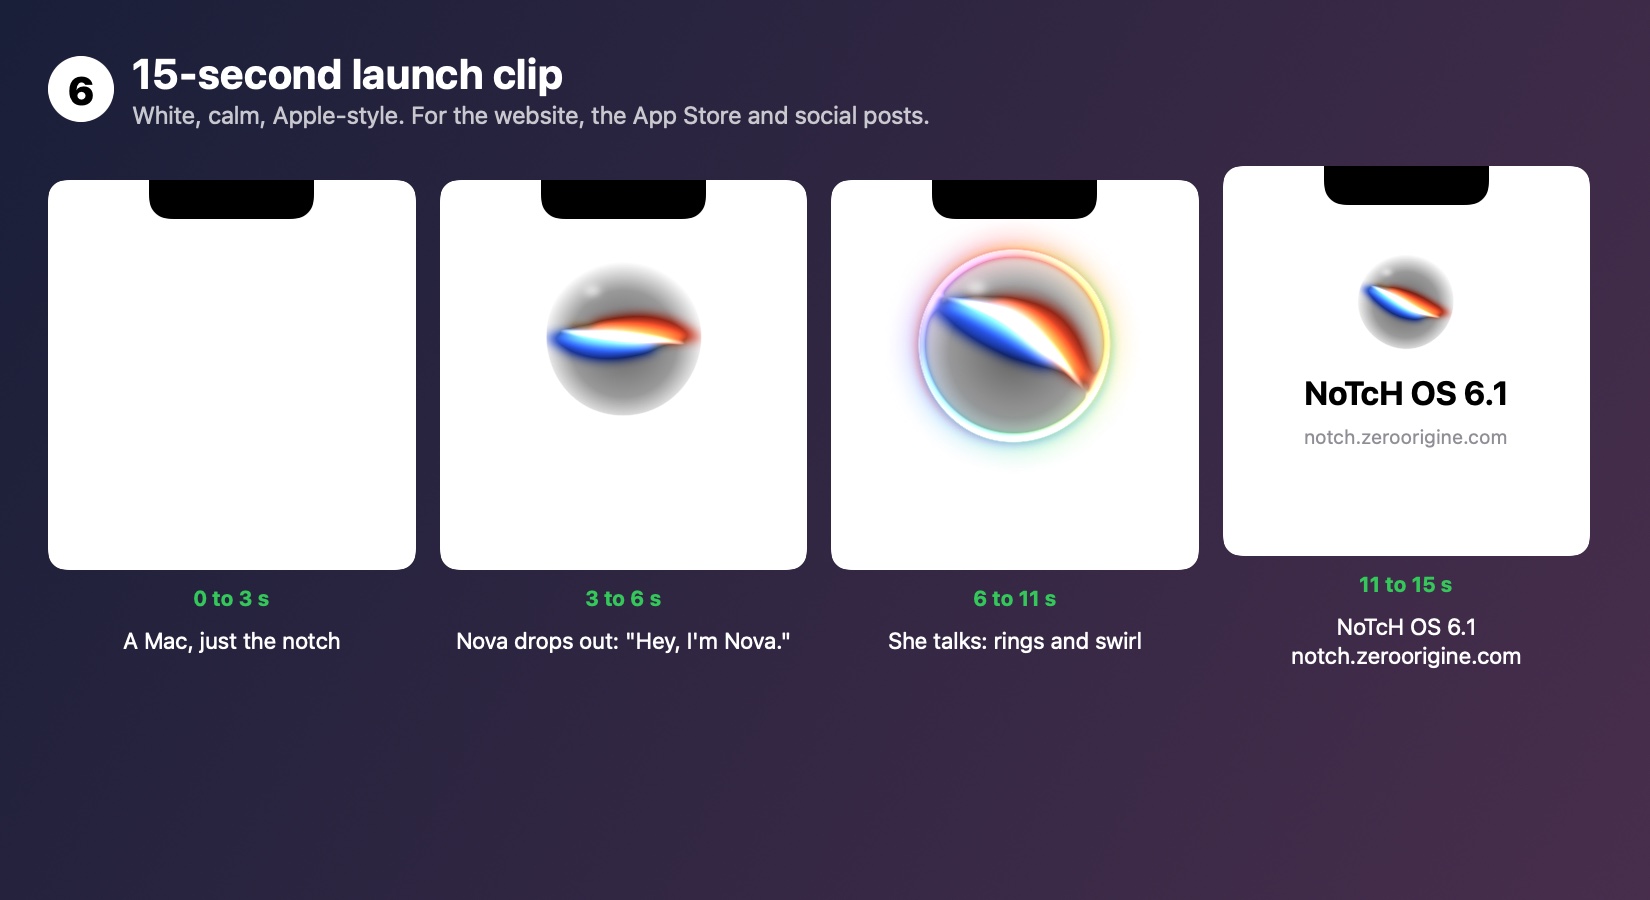 6
15-second launch clip
White, calm, Apple-style. For the website, the App Store and social posts.
0 to 3 s
A Mac, just the notch
3 to 6 s
Nova drops out: "Hey, I'm Nova."
6 to 11 s
She talks: rings and swirl
NoTcH OS 6.1
notch.zeroorigine.com
11 to 15 s
NoTcH OS 6.1
notch.zeroorigine.com